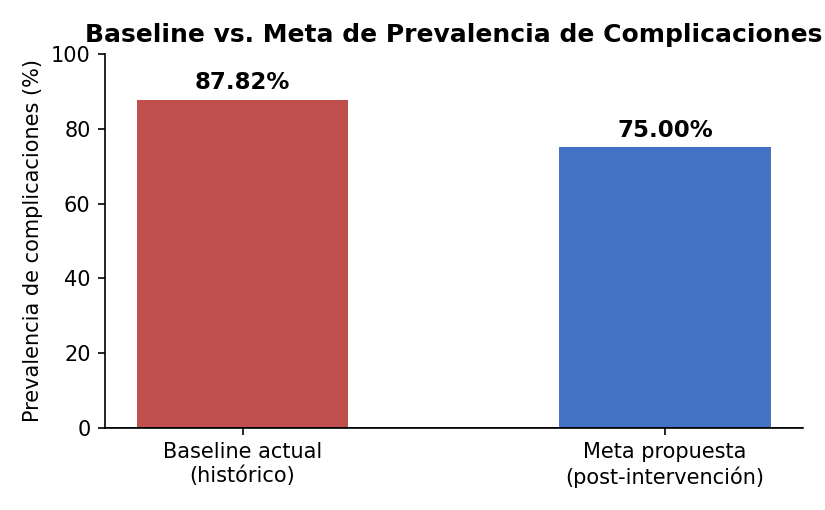 Baseline vs. Meta de Prevalencia de Complicaciones
Prevalencia de complicaciones (%)
100
80
60
40
20
0
87.82%
75.00%
Baseline actual
(histórico)
Meta propuesta
(post-intervención)